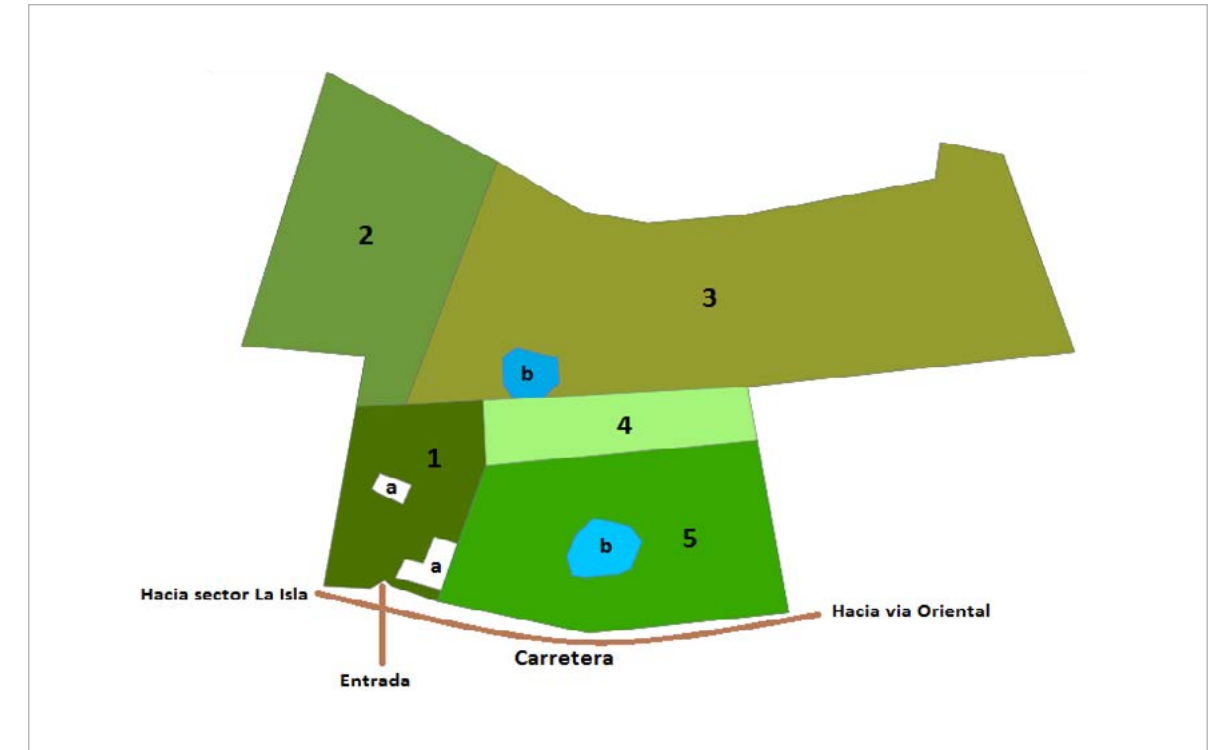 2
3
b
4
1
a
b
5
a
Hacia sector La Isla
Hacia via Oriental
Carretera
Entrada